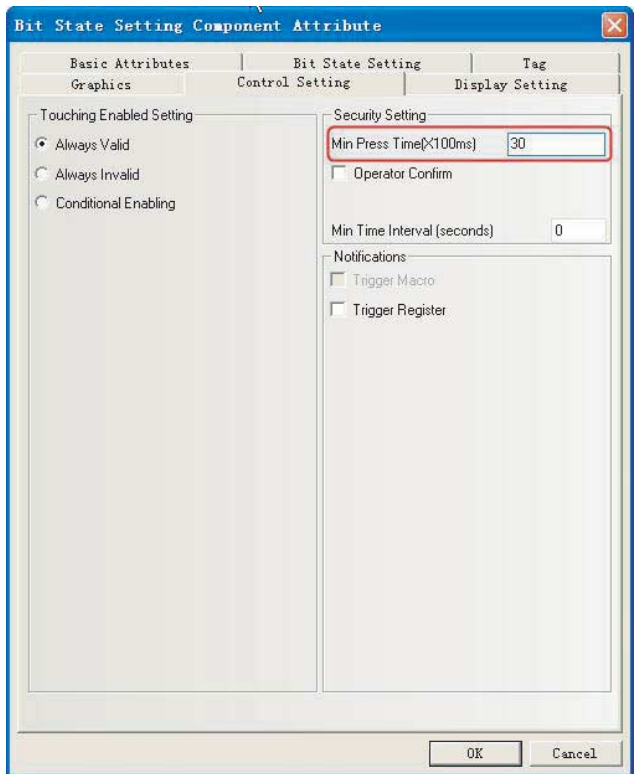 Bit State Setting Component Attribute
Basic Attributes Bit State Setting Tag
Graphics Control Setting Display Setting
Touching Enabled Setting
Always Valid
Always Invalid
Conditional Enabling
Security Setting
Min Press Time(X100ms) 30
Operator Confirm
Min Time Interval (seconds) 0
Notifications
Trigger Macro
Trigger Register
OK Cancel